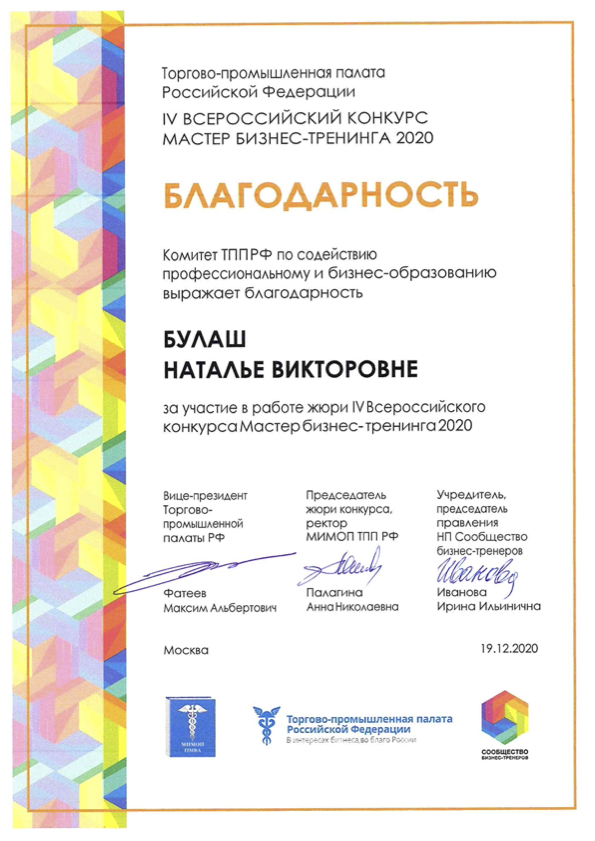 Торгово-промышленная палата
Российской Федерации
IV ВСЕРОССИЙСКИЙ КОНКУРС
МАСТЕР БИЗНЕС-ТРЕНИНГА 2020
БЛАГОДАРНОСТЬ
Комитет ТПП РФ по содействию
профессиональному и бизнес-образованию
выражает благодарность
БУЛАШ
НАТАЛЬЕ ВИКТОРОВНЕ
за участие в работе жюри IV Всероссийского
конкурса Мастер бизнес-тренинга 2020
Вице-президент
Торгово-
промышленной
палаты РФ
Фатеев
Максим Альбертович
Председатель
жюри конкурса,
ректор
МИМОП ТПП РФ
Палагина
Анна Николаевна
Учредитель,
председатель
правления
НП Сообщество
бизнес-тренеров
Иванова
Иванова
Ирина Ильинична
Москва
19.12.2020
МИМОП
ПМВА
Торгово-промышленная палата
Российской Федерации
В интересах бизнеса, во благо России
СООБЩЕСТВО
БИЗНЕС-ТРЕНЕРОВ